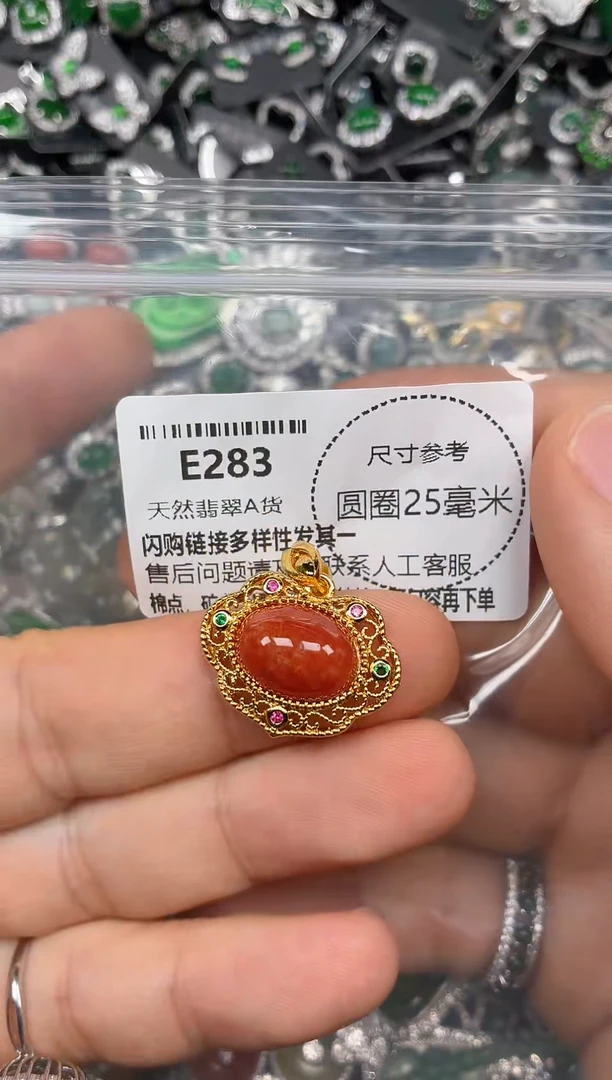 E283
尺寸参考
天然翡翠A货
圆圈25毫米
闪购链接多样性发其一
售后问题请 联系人工客服
棉点 再下单